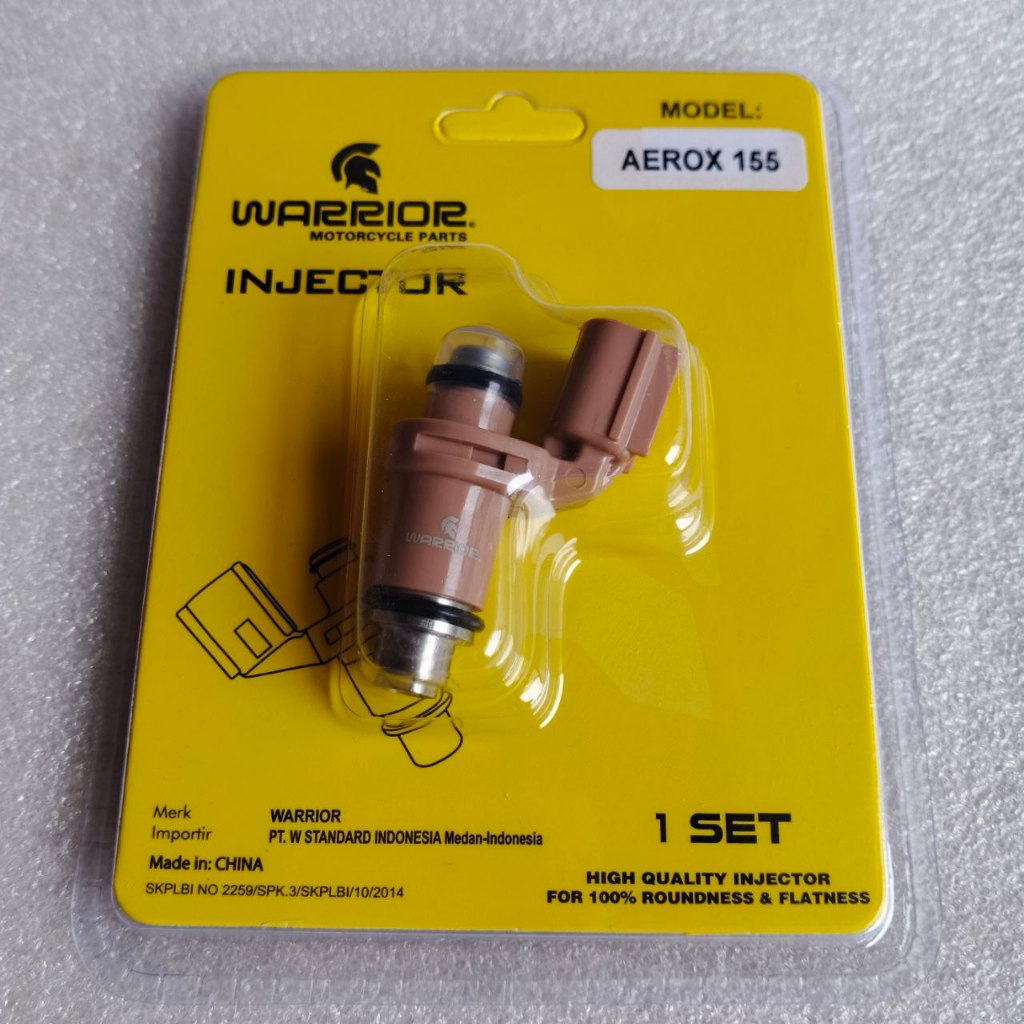 MODEL:
AEROX 155
WARRIOR®
MOTORCYCLE PARTS
INJECTOR
WARRIOR
Merk WARRIOR
Importir PT. W STANDARD INDONESIA Medan-Indonesia
Made in: CHINA
SKPLBI NO 2259/SPK.3/SKPLBI/10/2014
1 SET
HIGH QUALITY INJECTOR
FOR 100% ROUNDNESS & FLATNESS